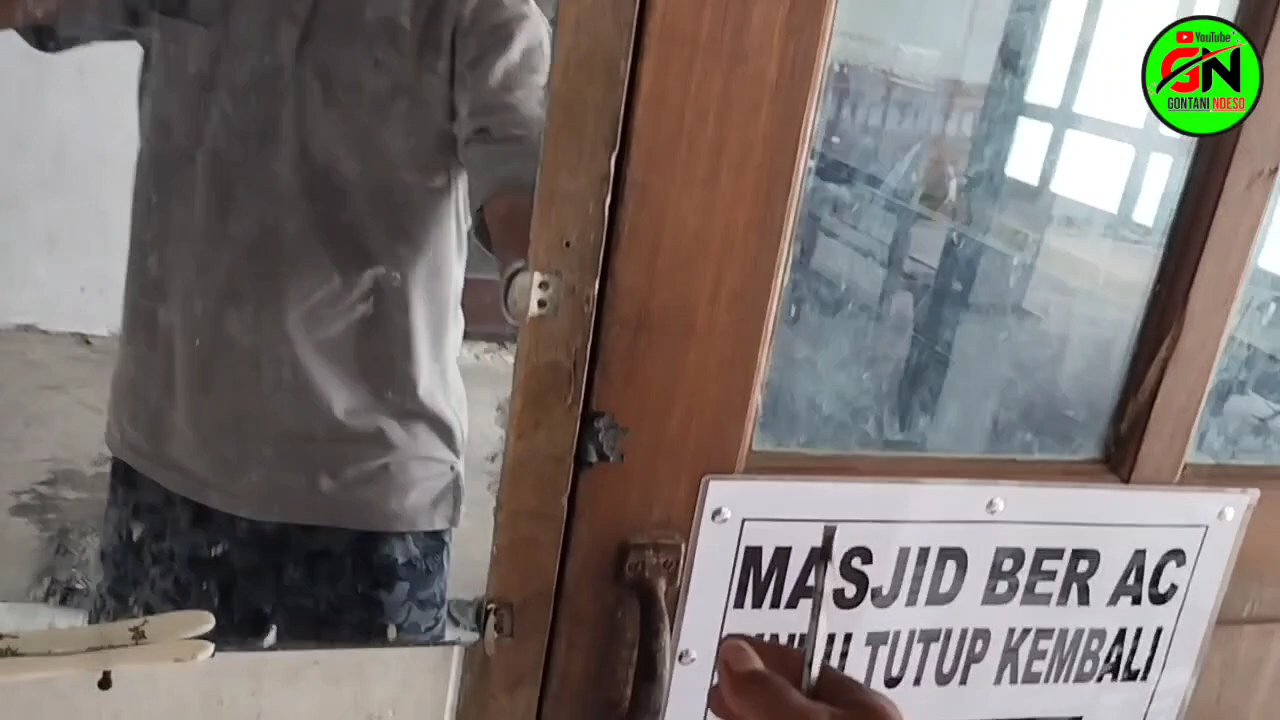 YouTube
GN
GONTANI NDESO
MASJID BER AC
TUTUP KEMBALI